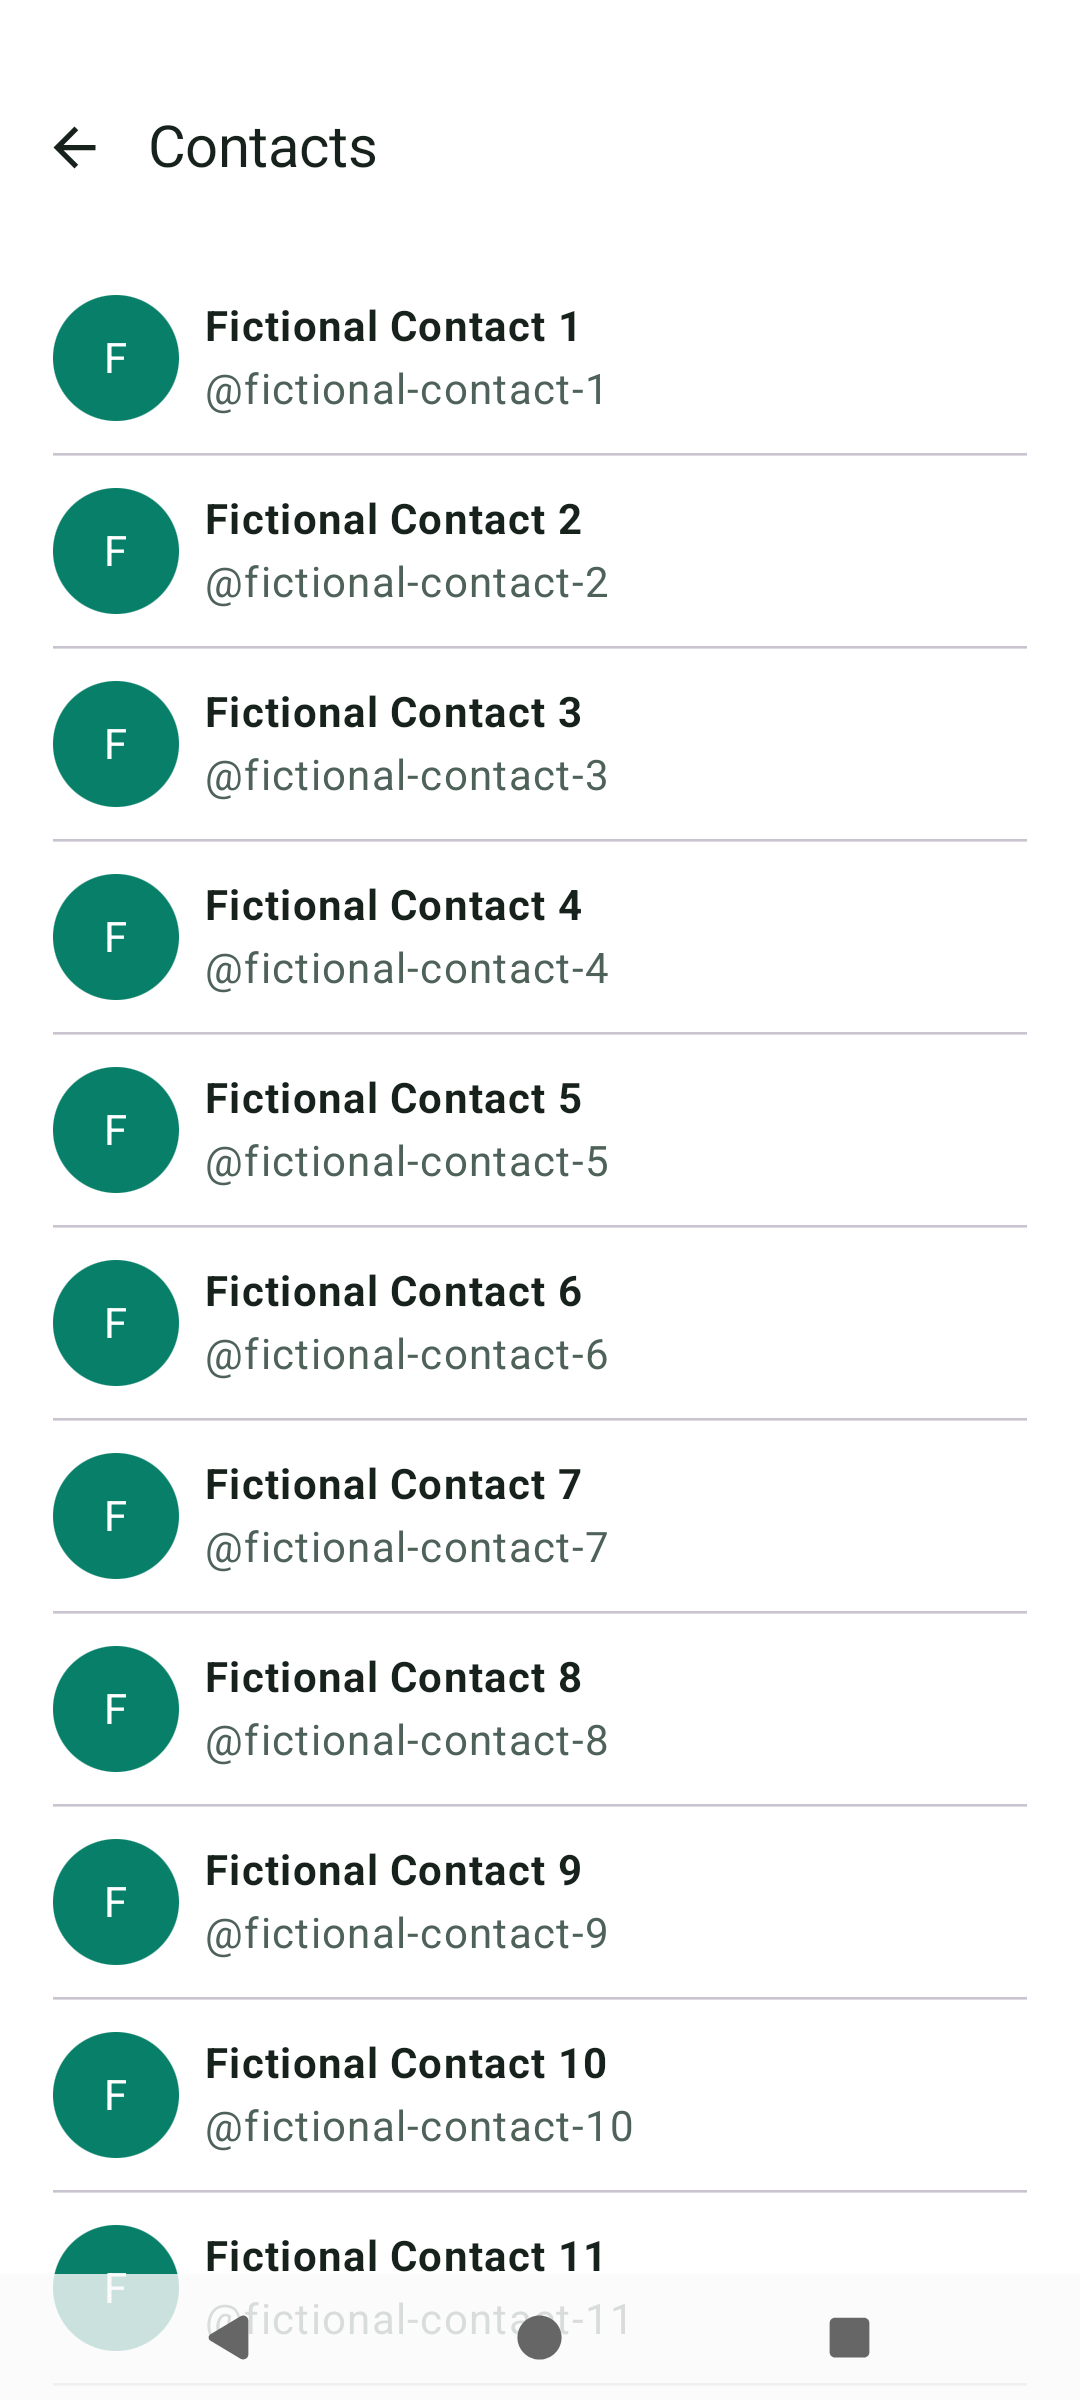 Contacts
F
Fictional Contact 1
@fictional-contact-1
F
Fictional Contact 2
@fictional-contact-2
F
Fictional Contact 3
@fictional-contact-3
F
Fictional Contact 4
@fictional-contact-4
F
Fictional Contact 5
@fictional-contact-5
F
Fictional Contact 6
@fictional-contact-6
F
Fictional Contact 7
@fictional-contact-7
F
Fictional Contact 8
@fictional-contact-8
F
Fictional Contact 9
@fictional-contact-9
F
Fictional Contact 10
@fictional-contact-10
F
Fictional Contact 11
@fictional-contact-11